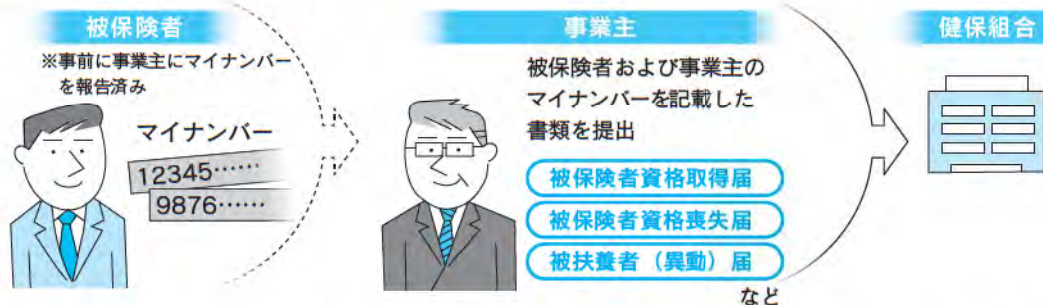 被保険者
※事前に事業主にマイナンバー
を報告済み
マイナンバー
12345……
9876……
事業主
被保険者および事業主の
マイナンバーを記載した
書類を提出
被保険者資格取得届
被保険者資格喪失届
被扶養者（異動）届
など
健保組合